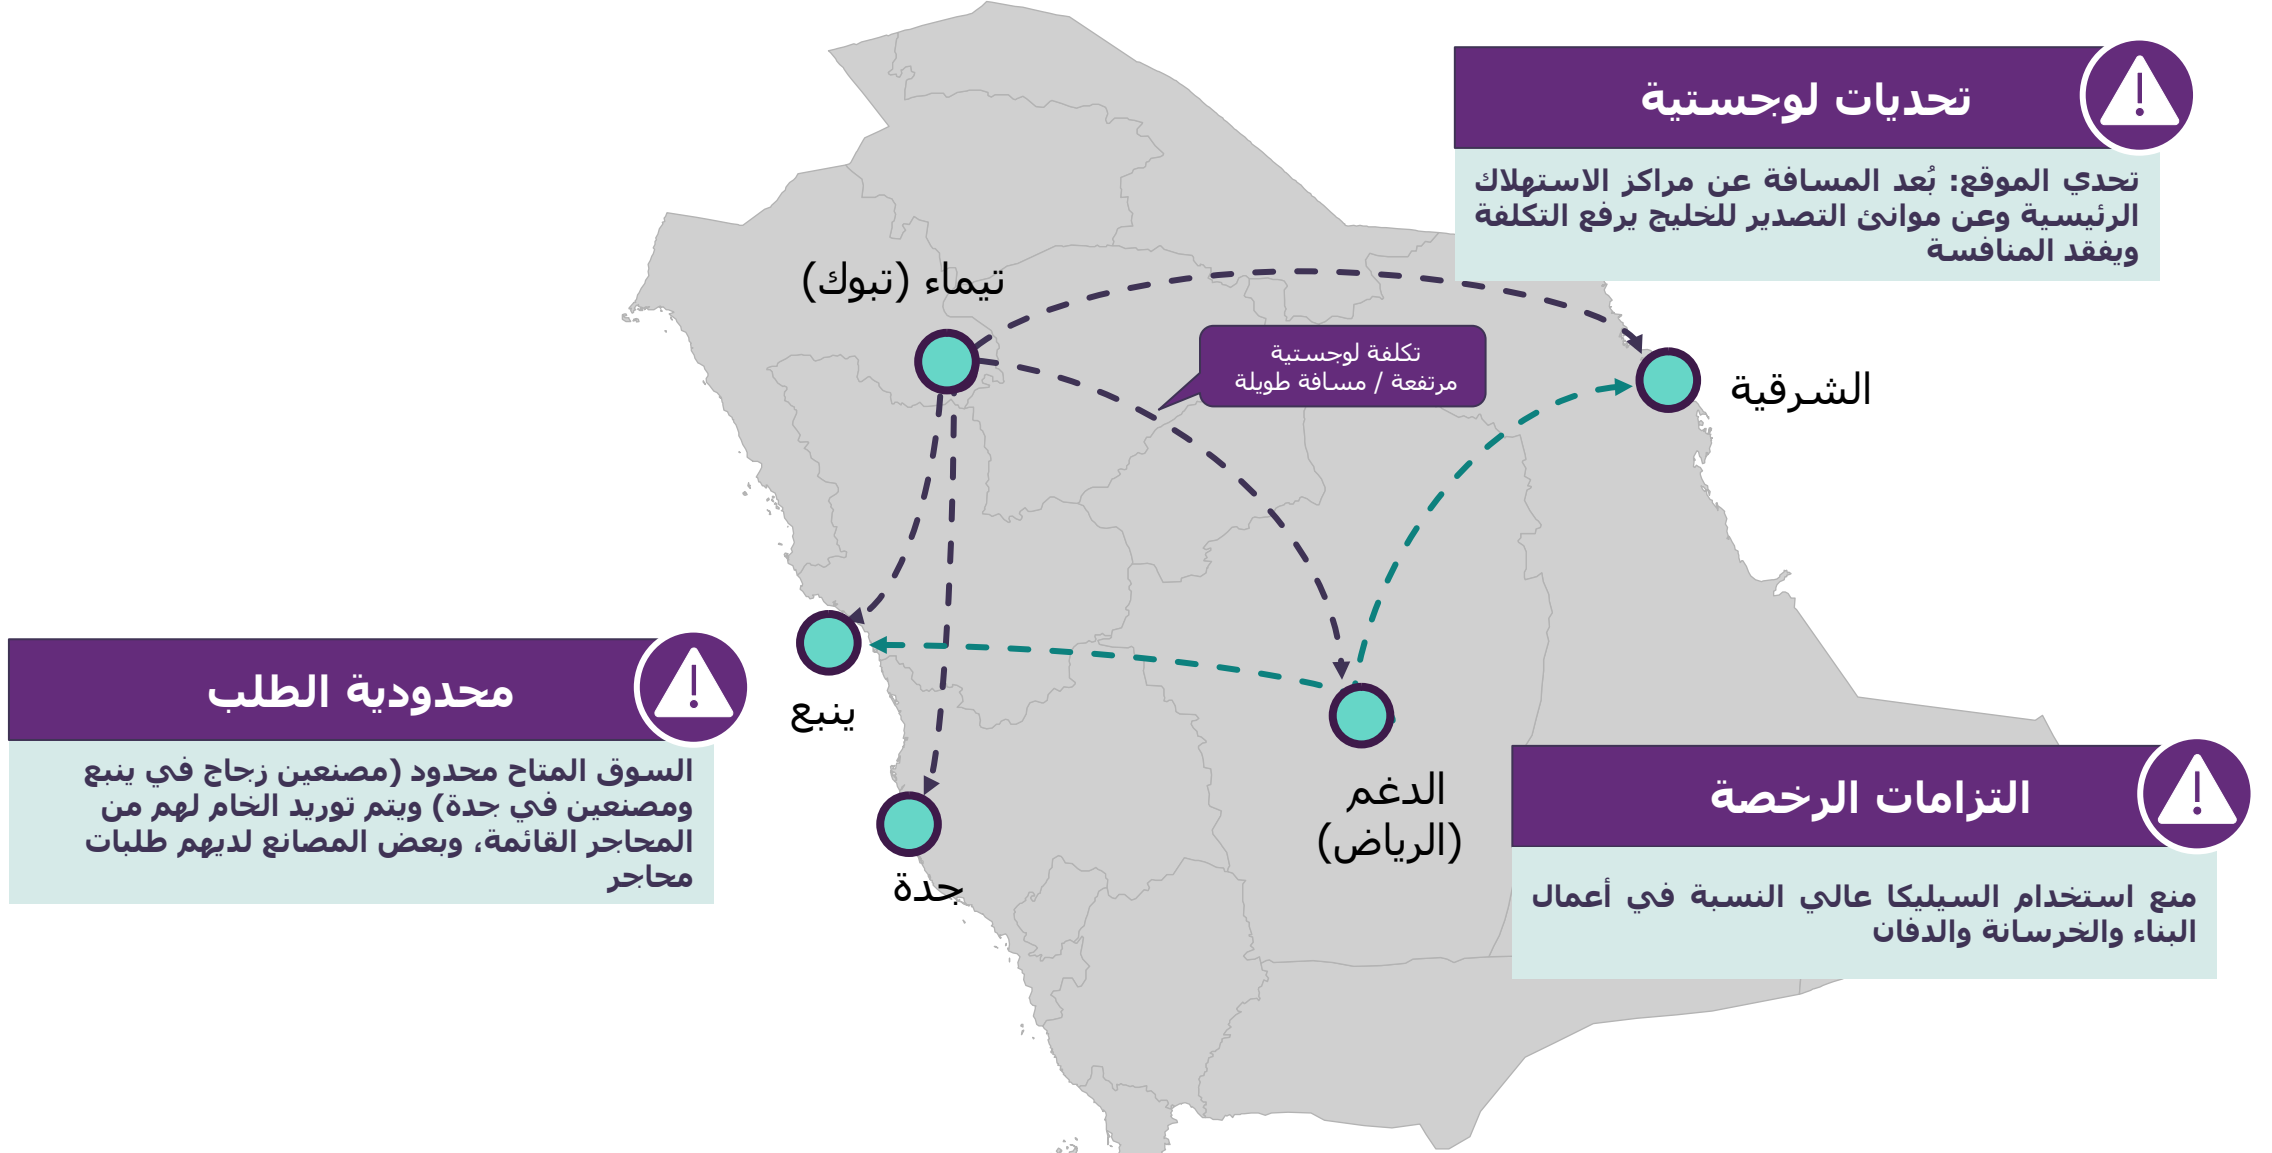 تحديات لوجستية
تحدي الموقع: بُعد المسافة عن مراكز الاستهلاك
الرئيسية وعن موانئ التصدير للخليج يرفع التكلفة
ويفقد المنافسة
تيماء (تبوك)
تكلفة لوجستية
مرتفعة / مسافة طويلة
الشرقية
محدودية الطلب
السوق المتاح محدود (مصنعين زجاج في ينبع
ومصنعين في جدة) ويتم توريد الخام لهم من
المحاجر القائمة، وبعض المصانع لديهم طلبات
محاجر
ينبع
جدة
الدغم
(الرياض)
التزامات الرخصة
منع استخدام السيليكا عالي النسبة في أعمال
البناء والخرسانة والدفان